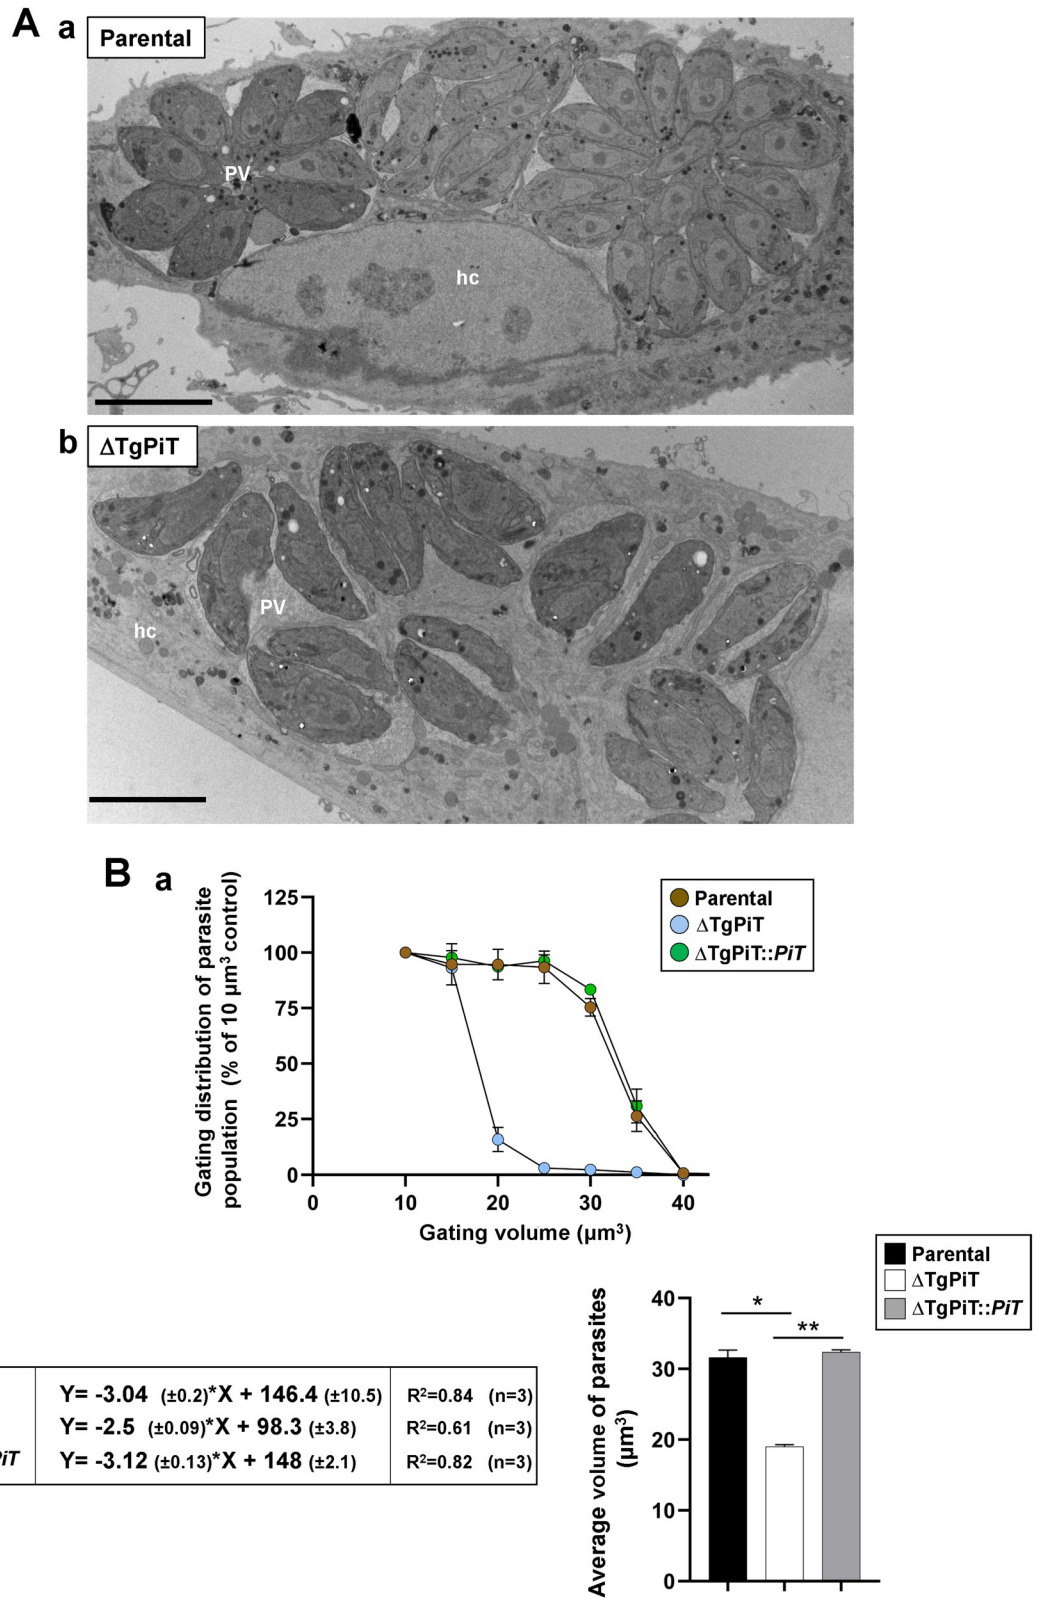 A a Parental
PV
hc
b ΔTgPiT
PV
hc
B a
Gating distribution of parasite
population (% of 10 µm³ control)
125
100
75
50
25
0
0 10 20 30 40
Gating volume (µm³)
Parental
ΔTgPiT
ΔTgPiT::PiT
Y= -3.04 (±0.2)*X + 146.4 (±10.5) R²=0.84 (n=3)
Y= -2.5 (±0.09)*X + 98.3 (±3.8) R²=0.61 (n=3)
PiT Y= -3.12 (±0.13)*X + 148 (±2.1) R²=0.82 (n=3)
Average volume of parasites
(µm³)
40
30
20
10
0
*
**
Parental
ΔTgPiT
ΔTgPiT::PiT